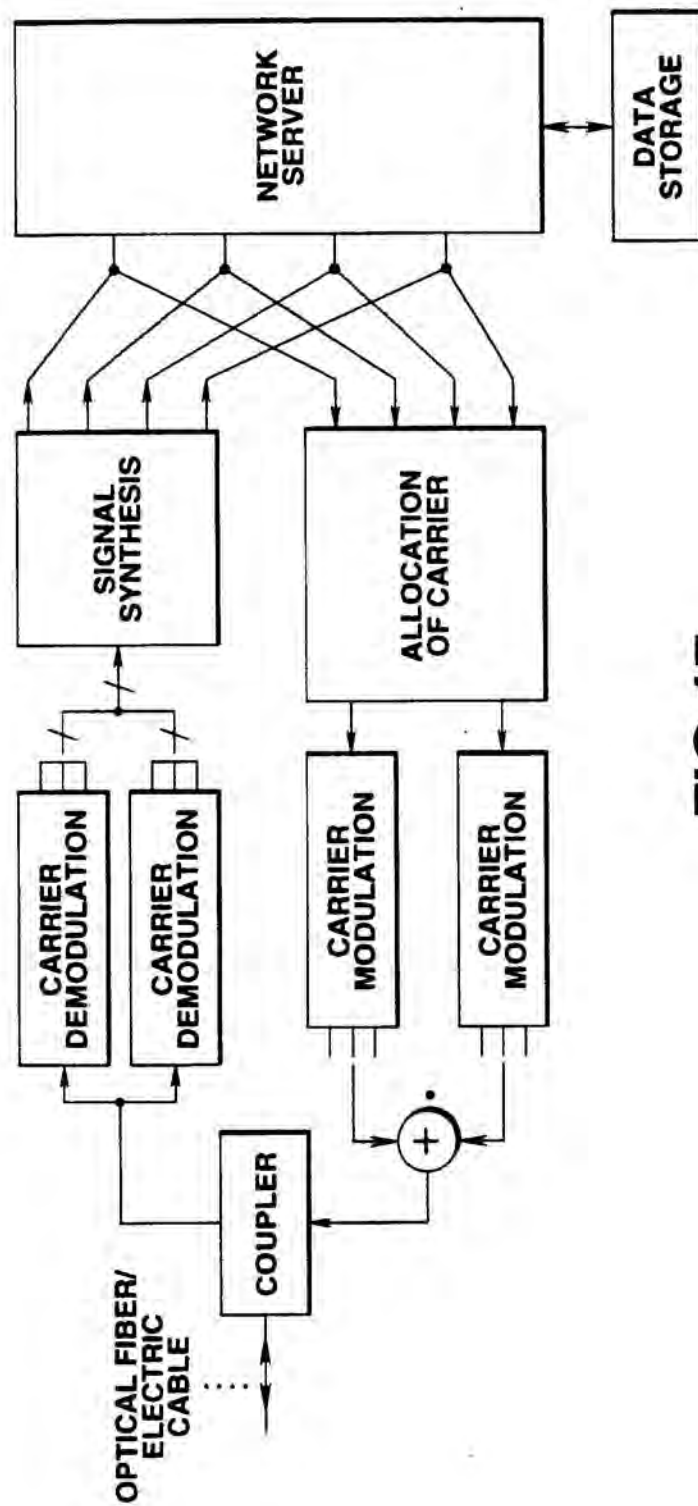 OPTICAL FIBER/
ELECTRIC
CABLE
COUPLER
CARRIER
DEMODULATION
CARRIER
DEMODULATION
SIGNAL
SYNTHESIS
NETWORK
SERVER
DATA
STORAGE
ALLOCATION
OF CARRIER
CARRIER
MODULATION
CARRIER
MODULATION
+